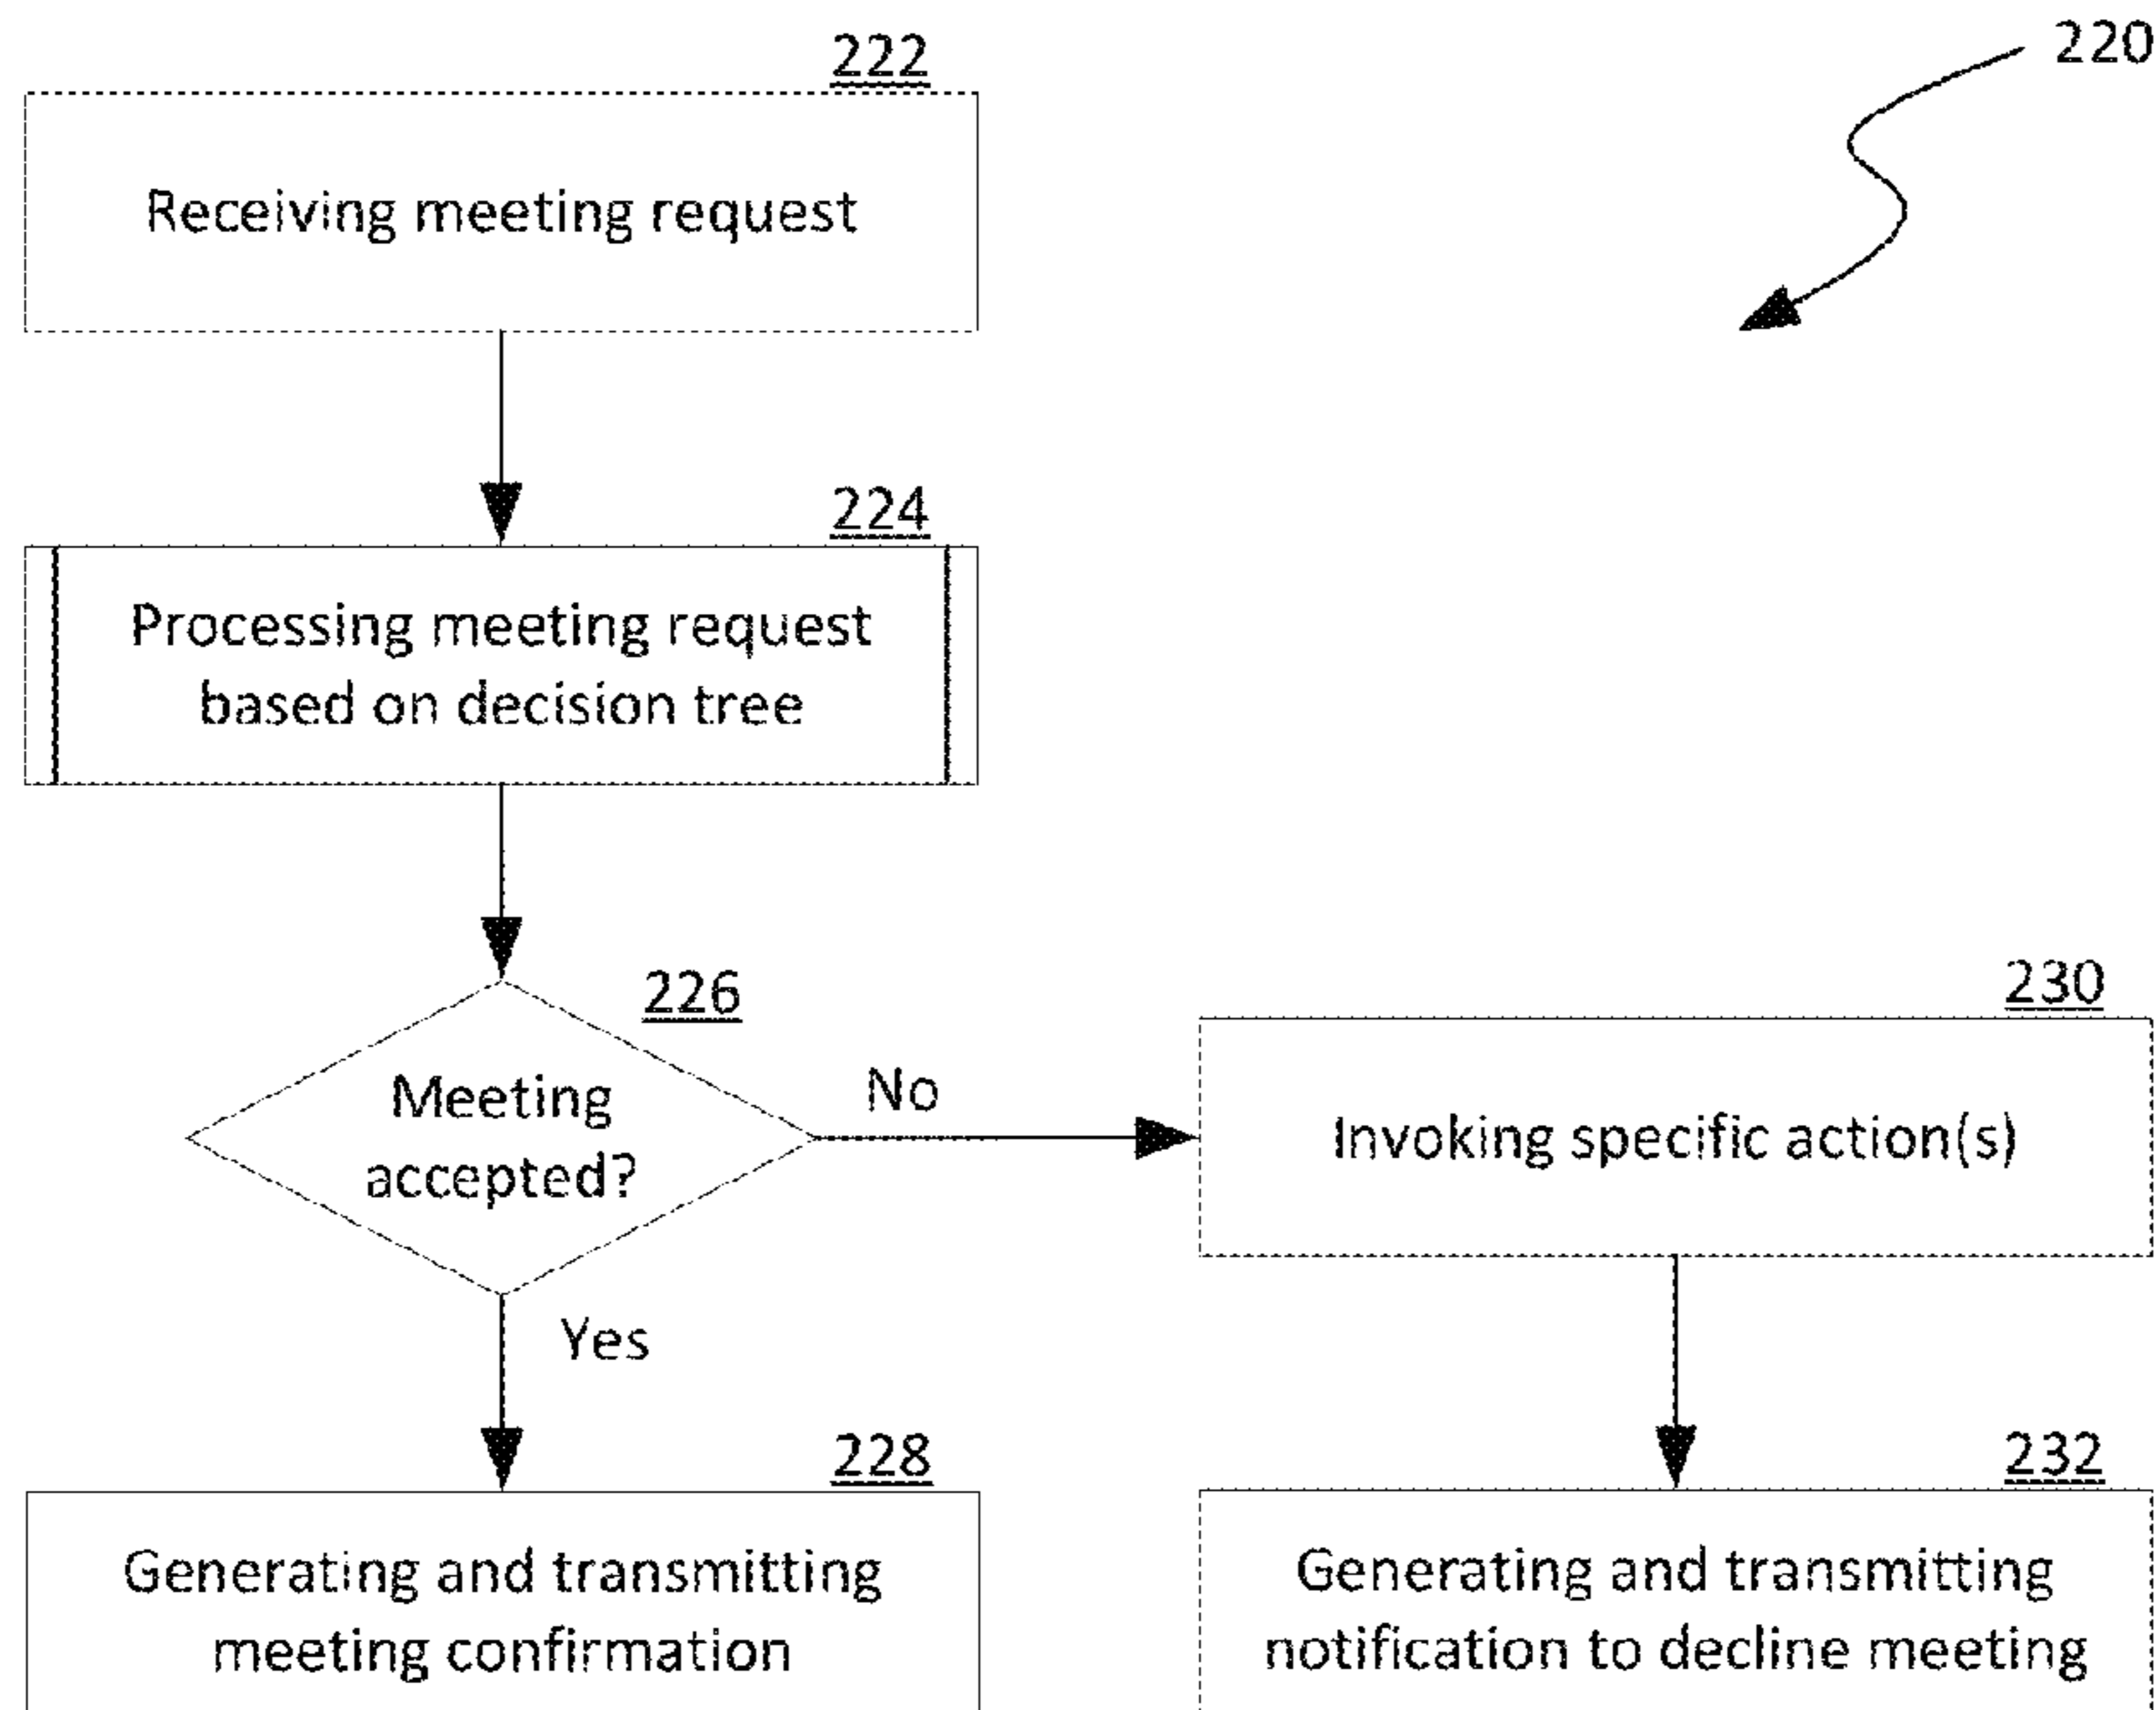 222
220
Receiving meeting request
224
Processing meeting request
based on decision tree
226
Meeting
accepted?
No
230
Invoking specific action(s)
Yes
228
Generating and transmitting
meeting confirmation
232
Generating and transmitting
notification to decline meeting